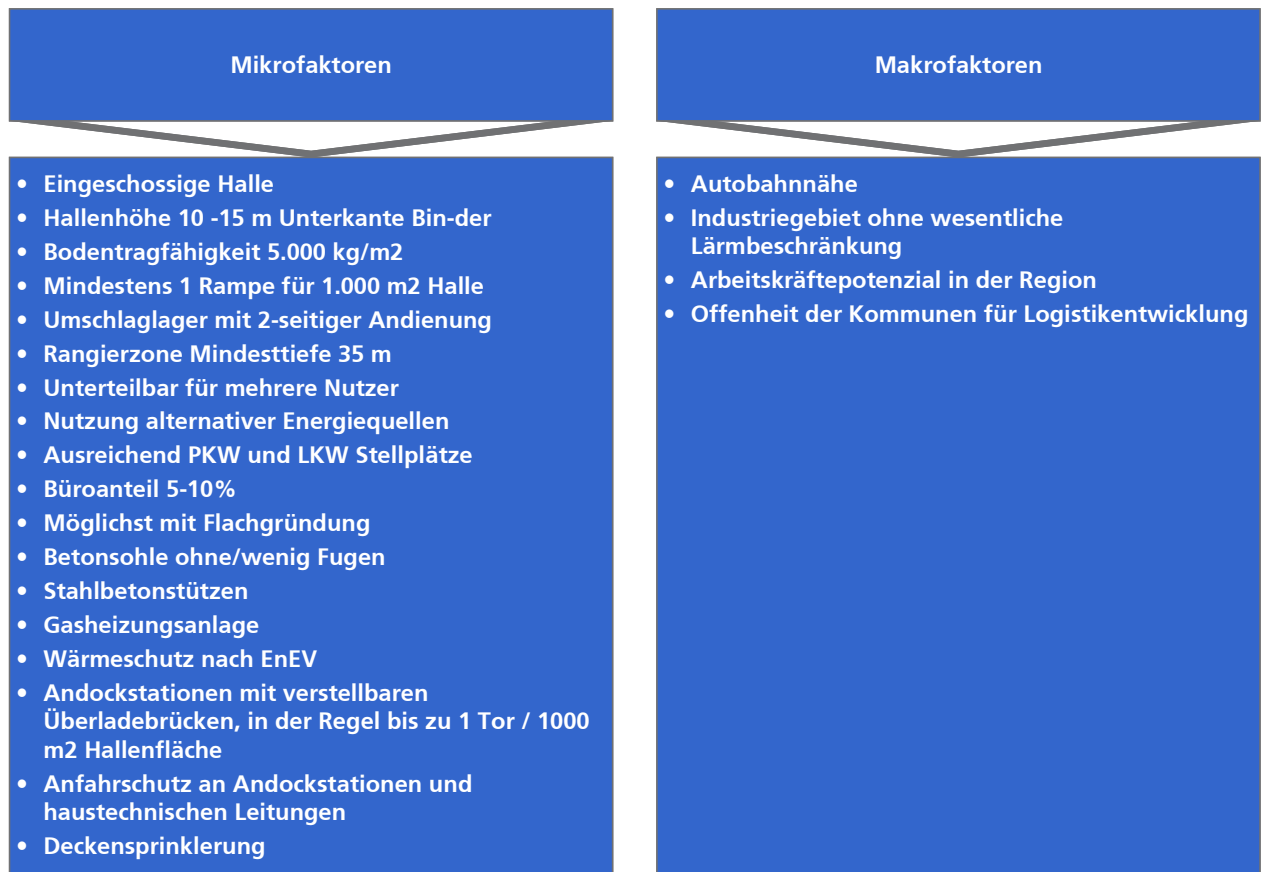 Mikrofaktoren
• Eingeschossige Halle
• Hallenhöhe 10 -15 m Unterkante Bin-der
• Bodentragfähigkeit 5.000 kg/m2
• Mindestens 1 Rampe für 1.000 m2 Halle
• Umschlaglager mit 2-seitiger Andienung
• Rangierzone Mindesttiefe 35 m
• Unterteilbar für mehrere Nutzer
• Nutzung alternativer Energiequellen
• Ausreichend PKW und LKW Stellplätze
• Büroanteil 5-10%
• Möglichst mit Flachgründung
• Betonsohle ohne/wenig Fugen
• Stahlbetonstützen
• Gasheizungsanlage
• Wärmeschutz nach EnEV
• Andockstationen mit verstellbaren
Überladebrücken, in der Regel bis zu 1 Tor / 1000
m2 Hallenfläche
• Anfahrschutz an Andockstationen und
haustechnischen Leitungen
• Deckensprinklerung
Makrofaktoren
• Autobahnnähe
• Industriegebiet ohne wesentliche
Lärmbeschränkung
• Arbeitskräftepotenzial in der Region
• Offenheit der Kommunen für Logistikentwicklung